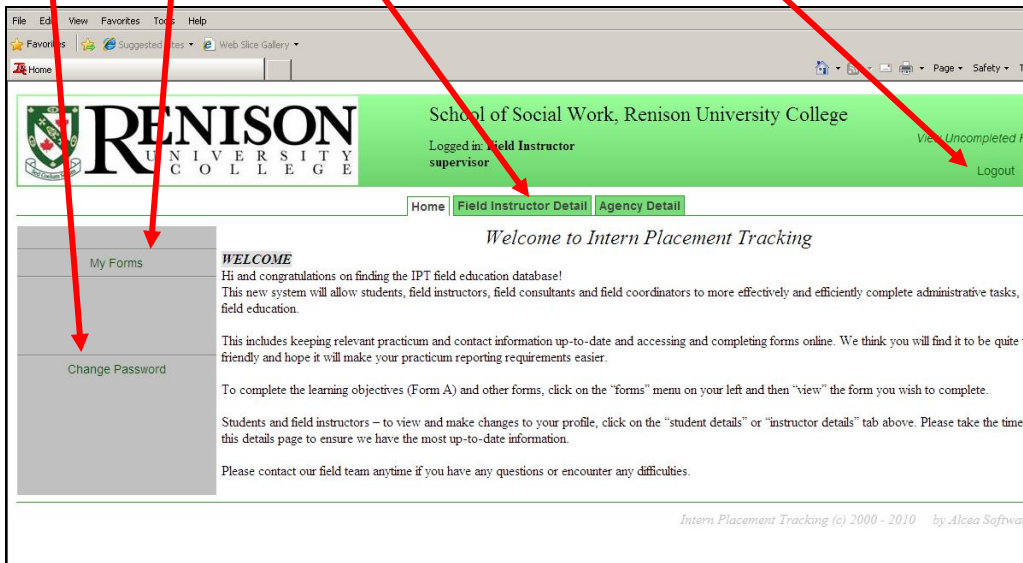 File Edit View Favorites Tools Help
Favorites Suggested Sites Web Slice Gallery
Home Page Safety
RENISON
UNIVERSITY
COLLEGE
School of Social Work, Renison University College
Logged in: Field Instructor
supervisor
View Uncompleted
Logout
Home Field Instructor Detail Agency Detail
Welcome to Intern Placement Tracking
My Forms
Change Password
WELCOME
Hi and congratulations on finding the IPT field education database!
This new system will allow students, field instructors, field consultants and field coordinators to more effectively and efficiently complete administrative tasks,
field education.
This includes keeping relevant practicum and contact information up-to-date and accessing and completing forms online. We think you will find it to be quite
friendly and hope it will make your practicum reporting requirements easier.
To complete the learning objectives (Form A) and other forms, click on the “forms” menu on your left and then “view” the form you wish to complete.
Students and field instructors – to view and make changes to your profile, click on the “student details” or “instructor details” tab above. Please take the time
this details page to ensure we have the most up-to-date information.
Please contact our field team anytime if you have any questions or encounter any difficulties.
Intern Placement Tracking (c) 2000 - 2010 by Alcea Softwa